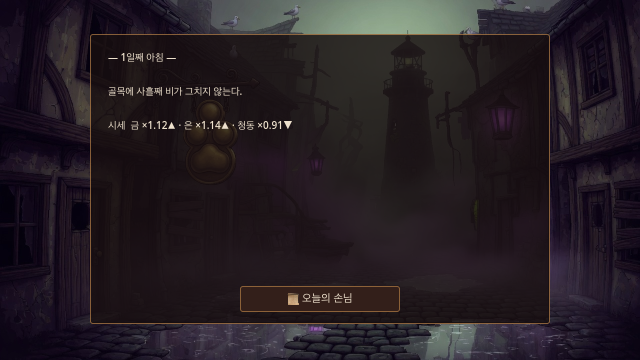 — 1일째 아침 —
골목에 사흘째 비가 그치지 않는다.
시세 금 ×1.12▲ · 은 ×1.14▲ · 청동 ×0.91▼
오늘의 손님